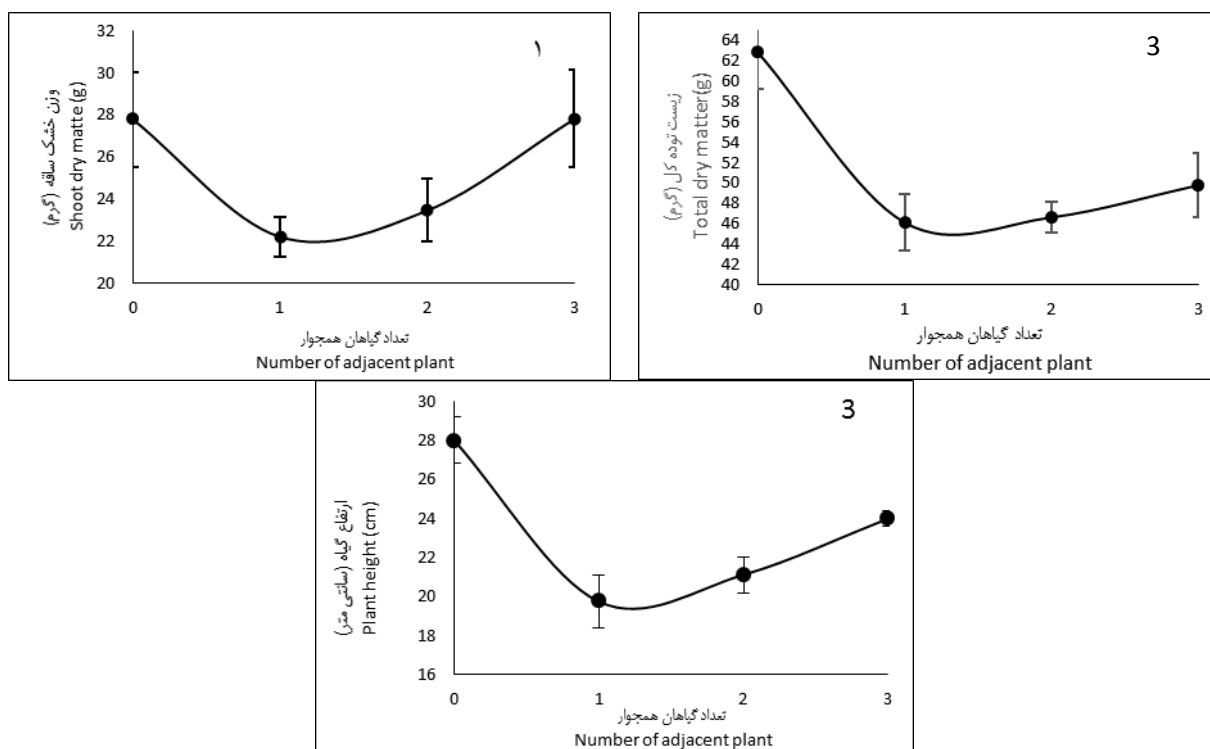 ۱
32
30
28
26
24
22
20
وزن خشک ساقه (گرم)
Shoot dry matte (g)
0 1 2 3
تعداد گیاهان همجوار
Number of adjacent plant
3
64
62
60
58
56
54
52
50
48
46
44
42
40
زیست توده کل (گرم)
Total dry matter(g)
0 1 2 3
تعداد گیاهان همجوار
Number of adjacent plant
3
30
28
26
24
22
20
18
16
ارتفاع گیاه (سانتی متر)
Plant height (cm)
0 1 2 3
تعداد گیاهان همجوار
Number of adjacent plant